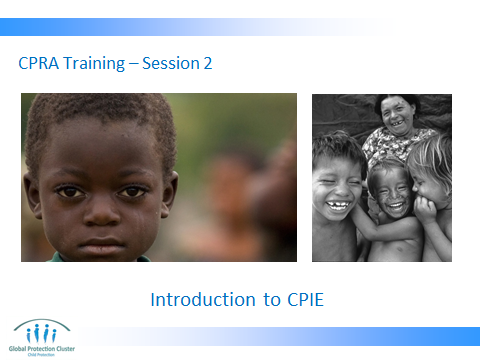 CPRA Training – Session 2
Introduction to CPIE
Global Protection Cluster
Child Protection